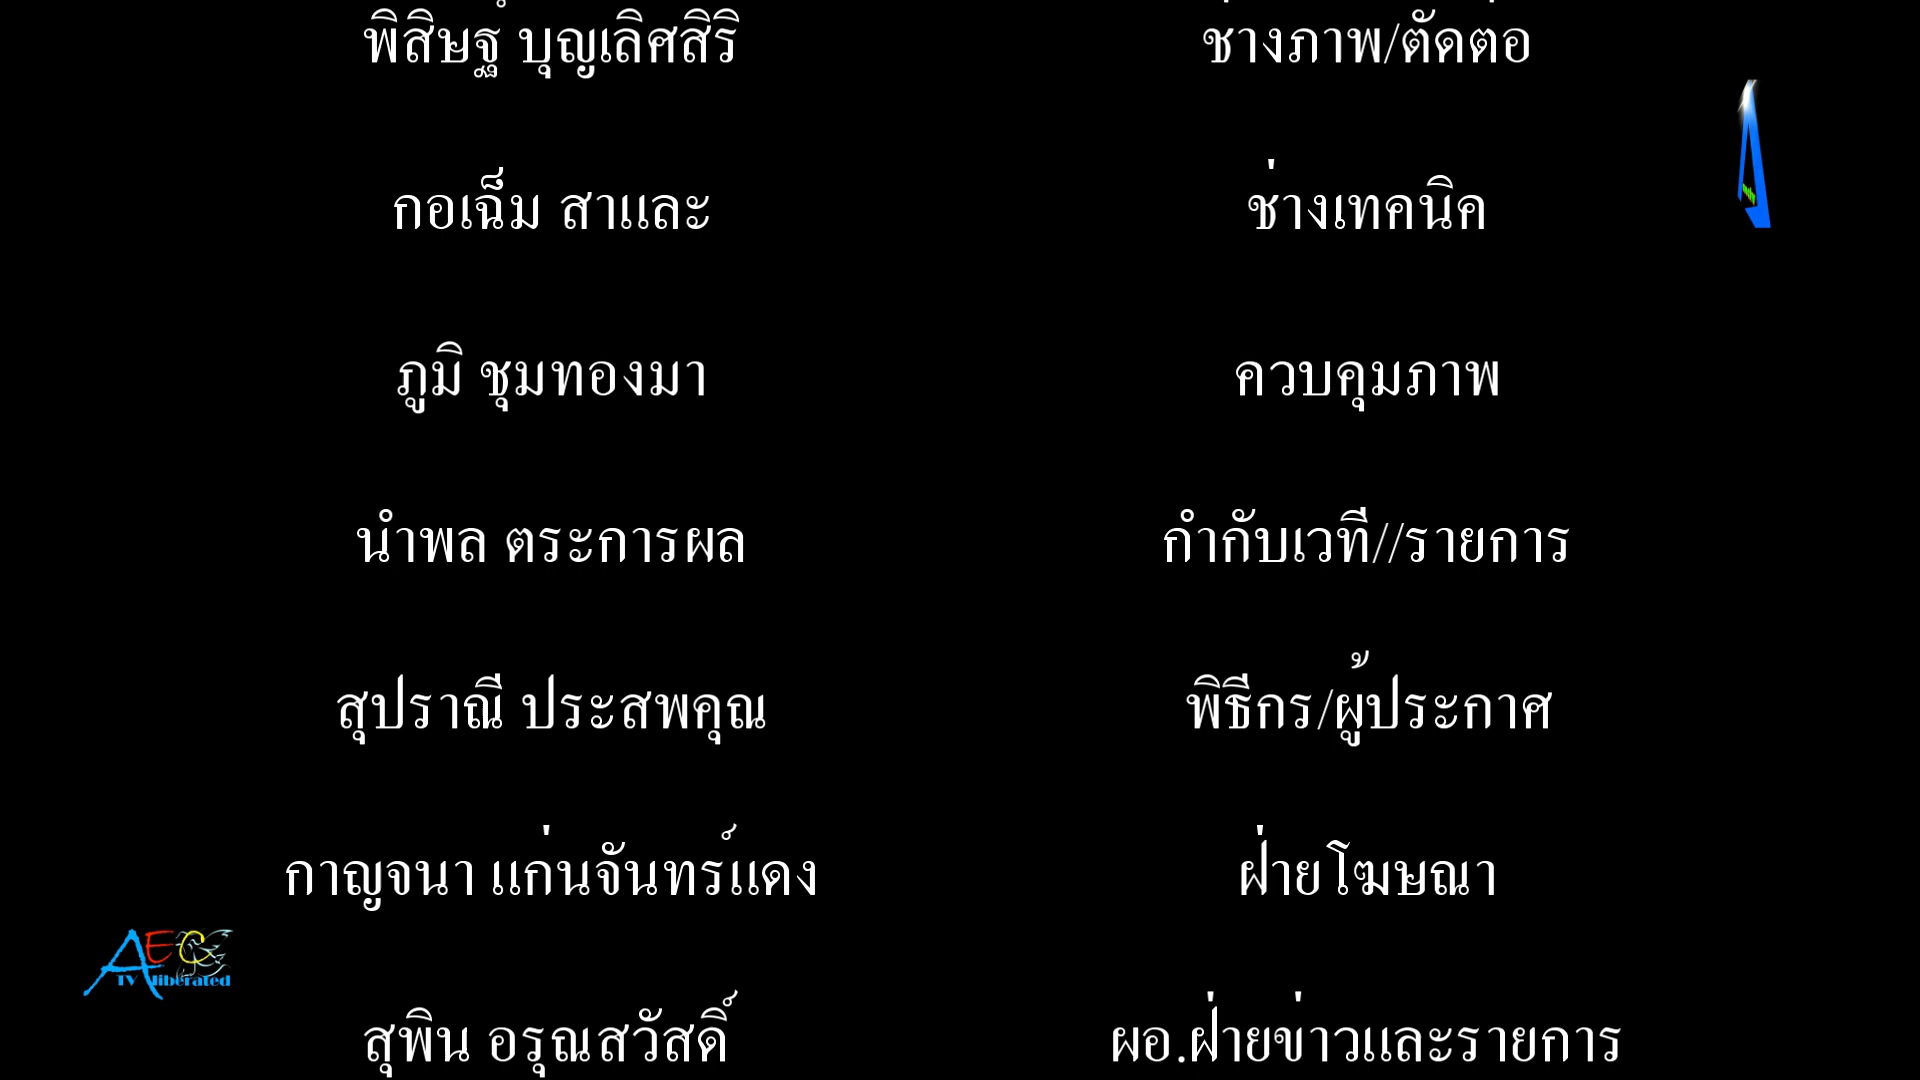 พิสิษฐ์ บุญเลิศสิริ ช่างภาพ/ตัดต่อ
กอเฉ็ม สาและ ช่างเทคนิค
ภูมิ ชุมทองมา ควบคุมภาพ
นำพล ตระการผล กำกับเวที//รายการ
สุปราณี ประสพคุณ พิธีกร/ผู้ประกาศ
กาญจนา แก่นจันทร์แดง ฝ่ายโฆษณา
AEC
TV liberated
สุพิน อรุณสวัสดิ์ ผอ.ฝ่ายข่าวและรายการ